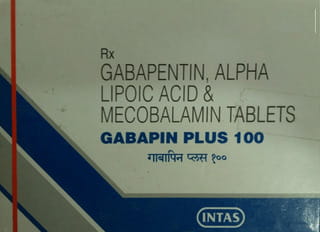 Rx
GABAPENTIN, ALPHA
LIPOIC ACID &
MECOBALAMIN TABLETS
GABAPIN PLUS 100
गाबापिन प्लस १००
INTAS